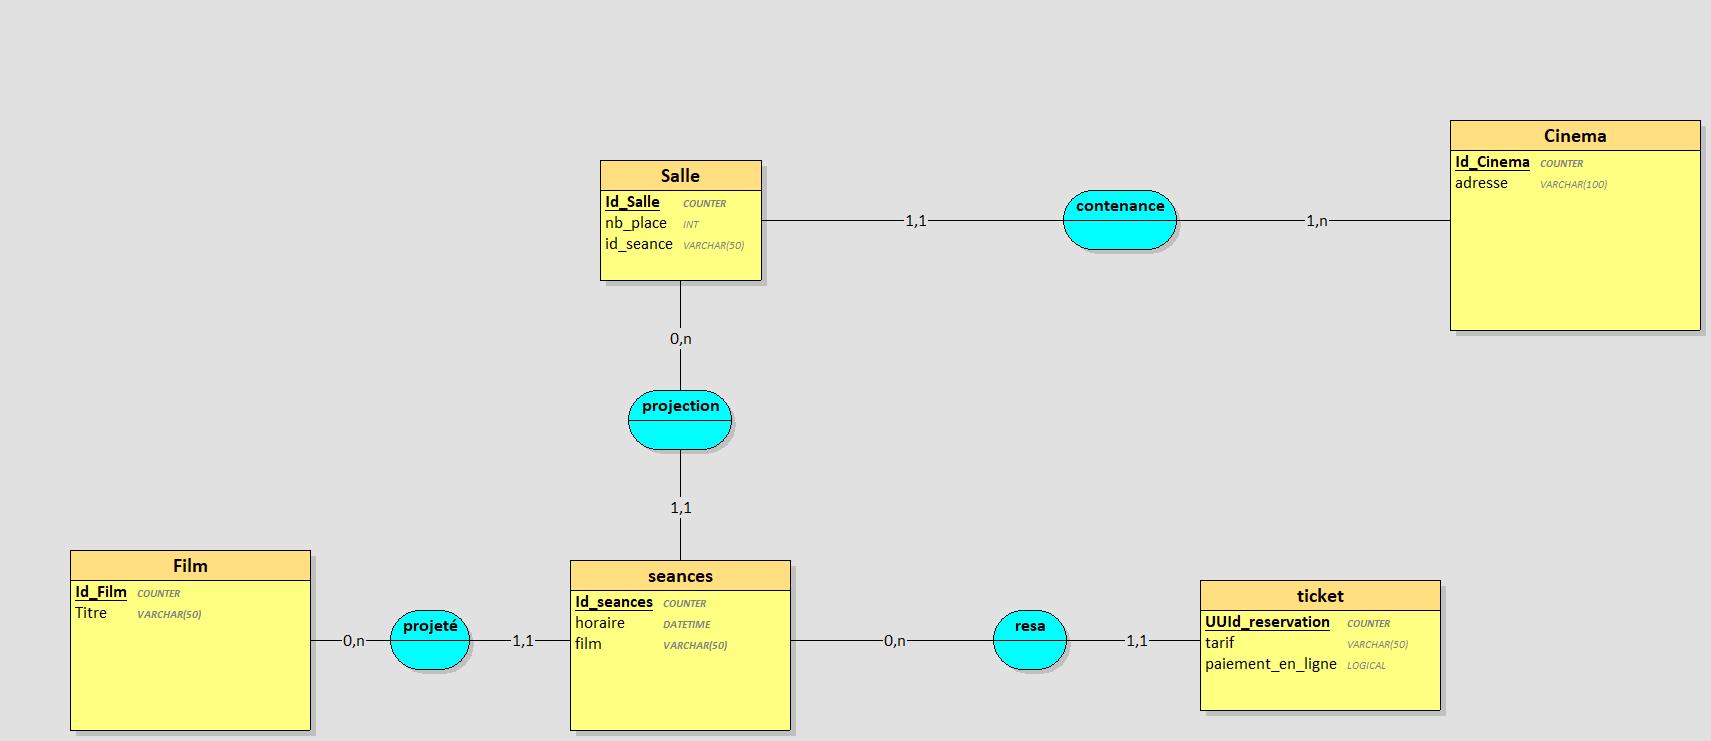 Cinema
Id_Cinema COUNTER
adresse VARCHAR(100)
Salle
Id_Salle COUNTER
nb_place INT
id_seance VARCHAR(50)
1,1
contenance
1,n
0,n
projection
1,1
Film
Id_Film COUNTER
Titre VARCHAR(50)
0,n
projeté
1,1
seances
Id_seances COUNTER
horaire DATETIME
film VARCHAR(50)
0,n
resa
1,1
ticket
UUId_reservation COUNTER
tarif VARCHAR(50)
paiement_en_ligne LOGICAL